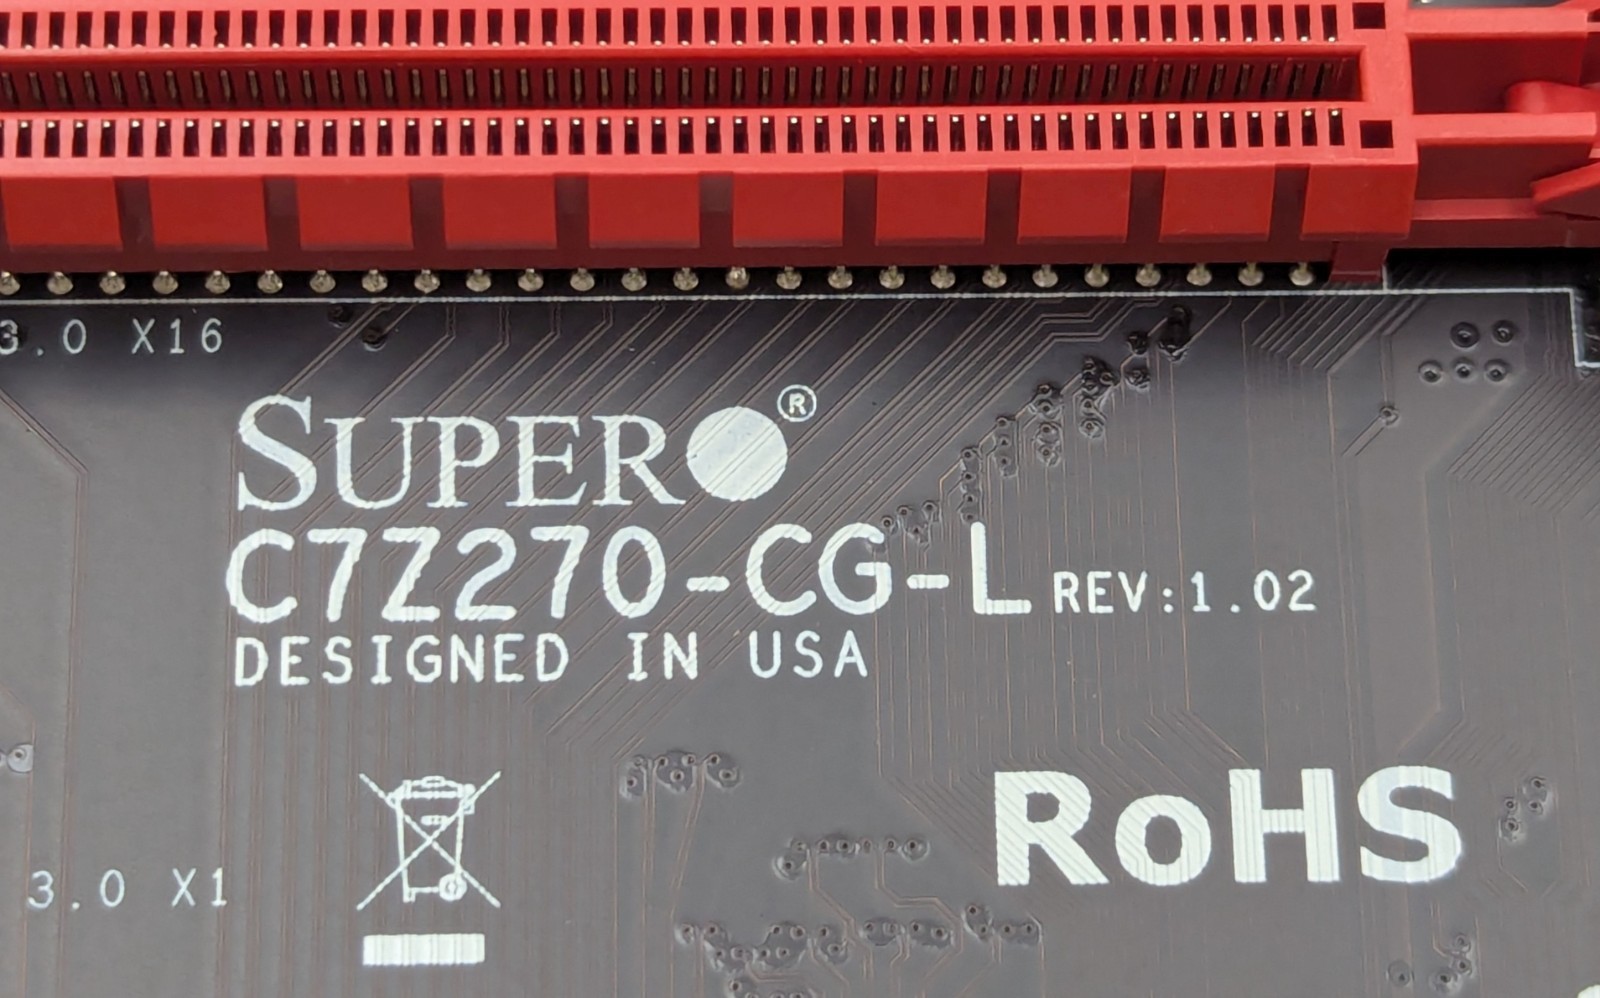 3.0 X16
SUPER®
C7Z270-CG-L REV:1.02
DESIGNED IN USA
RoHS
3.0 X1